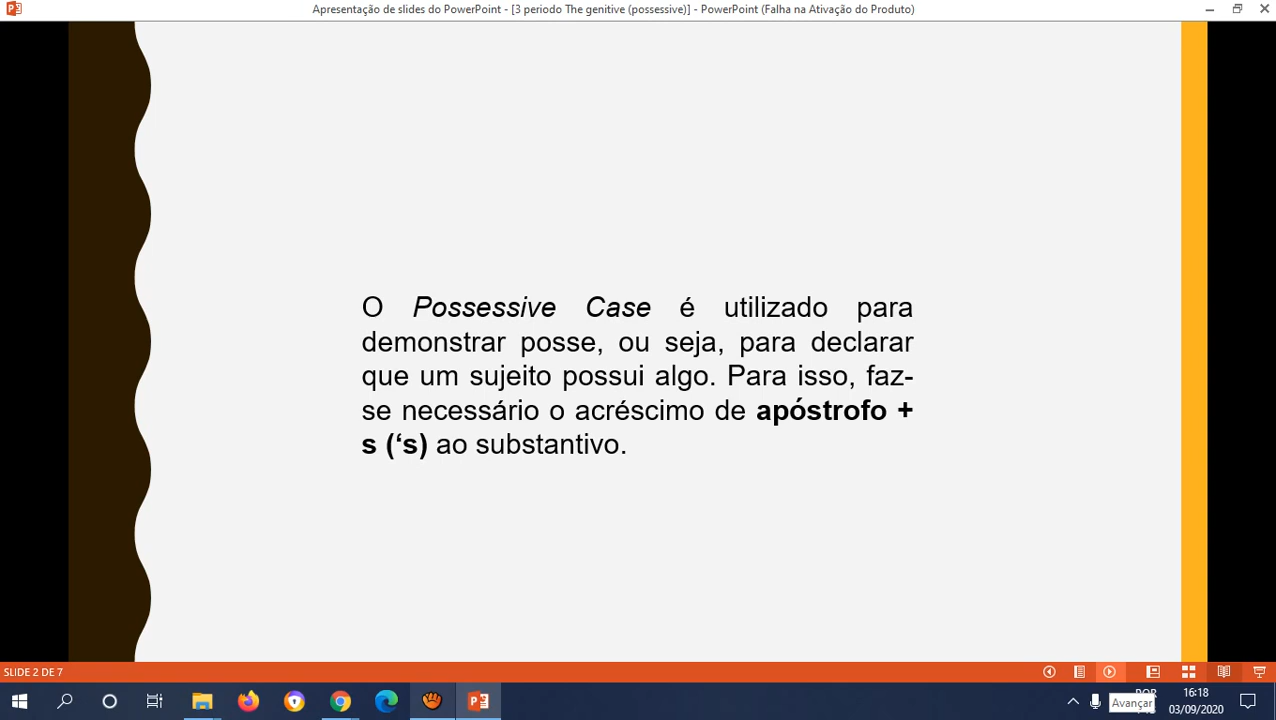 Apresentação de slides do PowerPoint - [3 periodo The genitive (possessive)] - PowerPoint (Falha na Ativação do Produto)
O Possessive Case é utilizado para
demonstrar posse, ou seja, para declarar
que um sujeito possui algo. Para isso, faz-
se necessário o acréscimo de apóstrofo +
s (‘s) ao substantivo.
SLIDE 2 DE 7
16:18
Avançar
03/09/2020